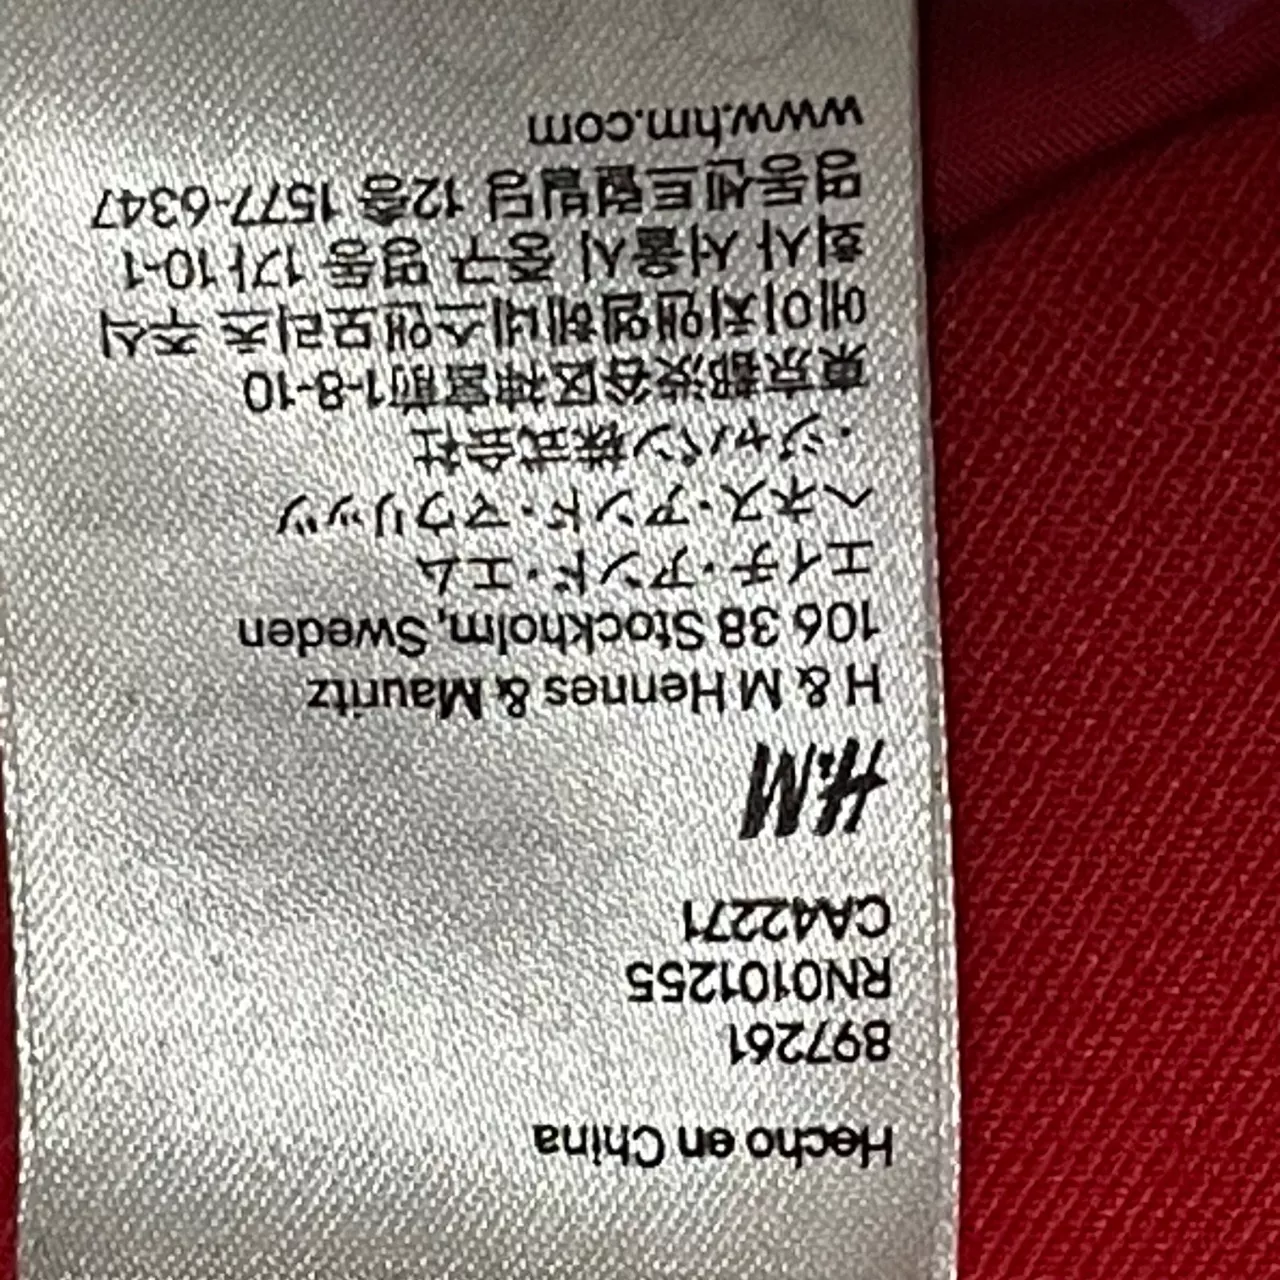 Hecho en China
897261
RN0101255
CA42271
H&M
H & M Hennes & Mauritz
106 38 Stockholm, Sweden
エイチ・アンド・エム
ヘネス・アンド・マウリッツ
・ジャパン株式会社
東京都渋谷区神宮前1-8-10
에이치앤엠헤네스앤모리츠 주식
회사 서울시 중구 명동 1가 10-1
명동센트럴빌딩 12층 1577-6347
www.hm.com